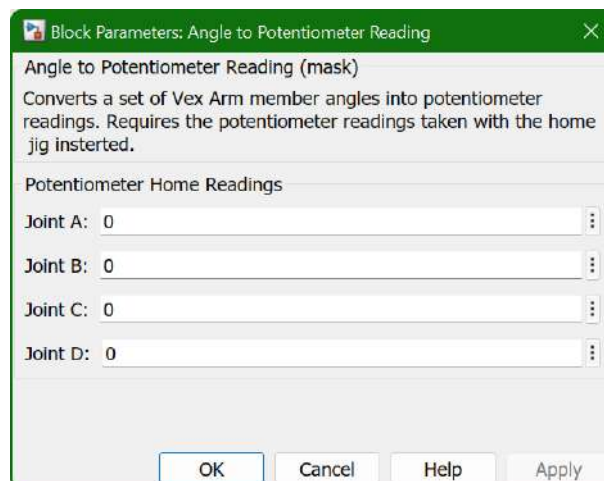 Block Parameters: Angle to Potentiometer Reading
Angle to Potentiometer Reading (mask)
Converts a set of Vex Arm member angles into potentiometer
readings. Requires the potentiometer readings taken with the home
jig insterted.
Potentiometer Home Readings
Joint A: 0
Joint B: 0
Joint C: 0
Joint D: 0
OK Cancel Help Apply